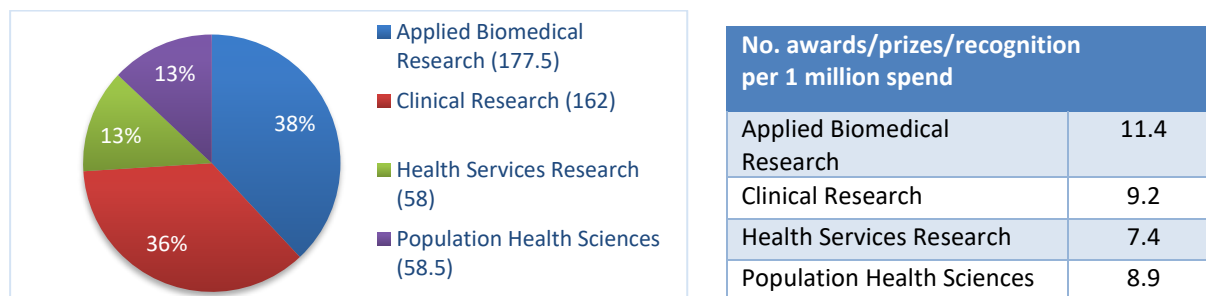 38%
36%
13%
13%
Applied Biomedical
Research (177.5)
Clinical Research (162)
Health Services Research
(58)
Population Health Sciences
(58.5)
No. awards/prizes/recognition
per 1 million spend
Applied Biomedical
Research
11.4
Clinical Research
9.2
Health Services Research
7.4
Population Health Sciences
8.9